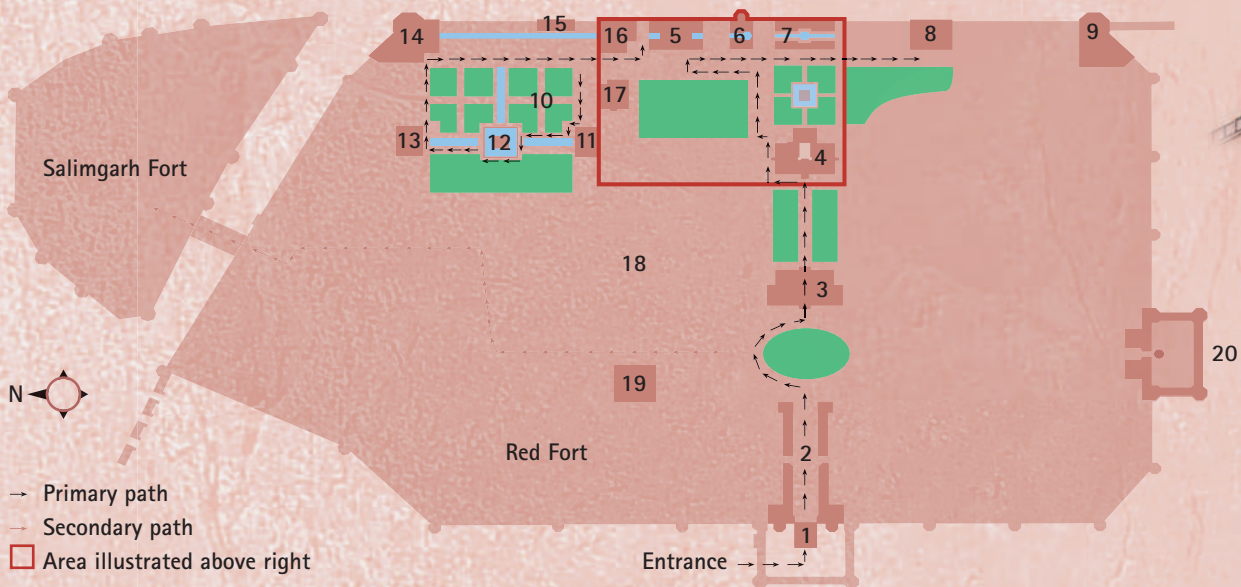 15
14
16
5
6
7
8
9
10
17
13
12
11
4
Salimgarh Fort
18
3
20
19
N
Red Fort
2
Primary path
Secondary path
1
Area illustrated above right
Entrance